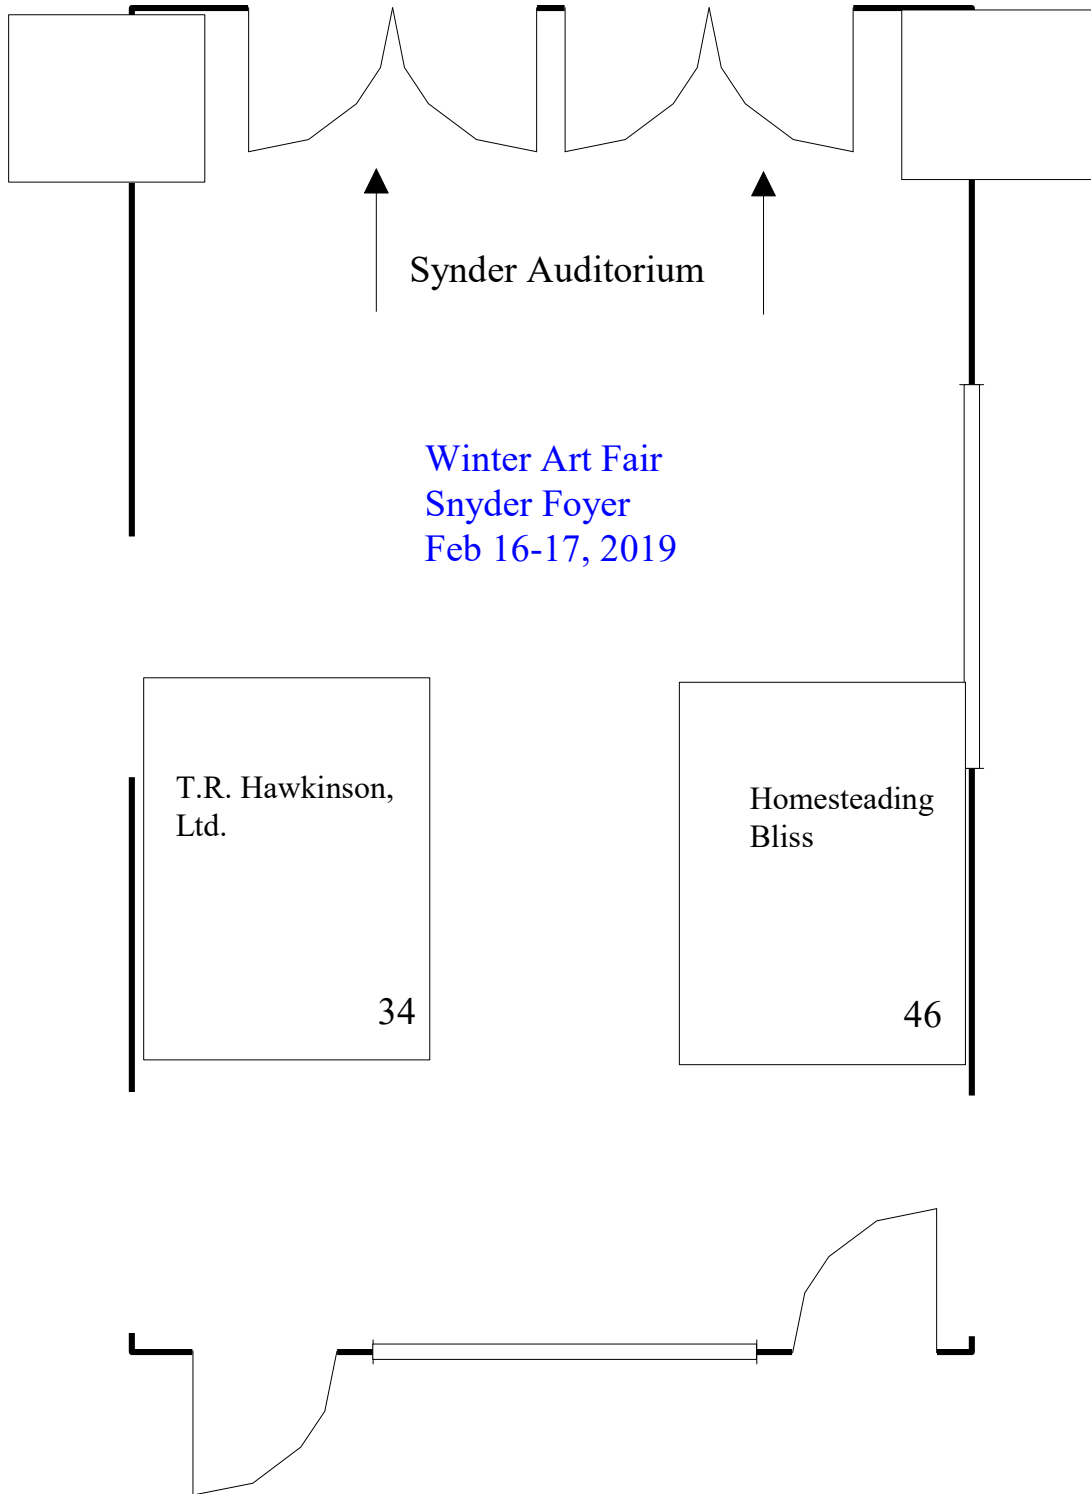 Synder Auditorium
Winter Art Fair
Snyder Foyer
Feb 16-17, 2019
T.R. Hawkinson,
Ltd.
34
Homesteading
Bliss
46